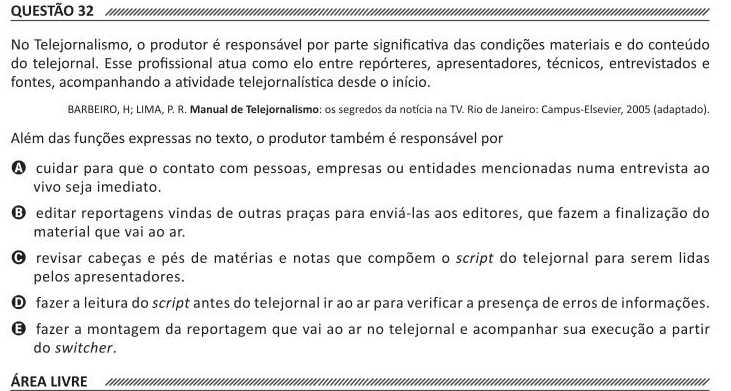 QUESTÃO 32
No Telejornalismo, o produtor é responsável por parte significativa das condições materiais e do conteúdo
do telejornal. Esse profissional atua como elo entre repórteres, apresentadores, técnicos, entrevistados e
fontes, acompanhando a atividade telejornalística desde o início.
BARBEIRO, H; LIMA, P. R. Manual de Telejornalismo: os segredos da notícia na TV. Rio de Janeiro: Campus-Elsevier, 2005 (adaptado).
Além das funções expressas no texto, o produtor também é responsável por
A cuidar para que o contato com pessoas, empresas ou entidades mencionadas numa entrevista ao
vivo seja imediato.
B editar reportagens vindas de outras praças para enviá-las aos editores, que fazem a finalização do
material que vai ao ar.
C revisar cabeças e pés de matérias e notas que compõem o script do telejornal para serem lidas
pelos apresentadores.
D fazer a leitura do script antes do telejornal ir ao ar para verificar a presença de erros de informações.
E fazer a montagem da reportagem que vai ao ar no telejornal e acompanhar sua execução a partir
do switcher.
ÁREA LIVRE